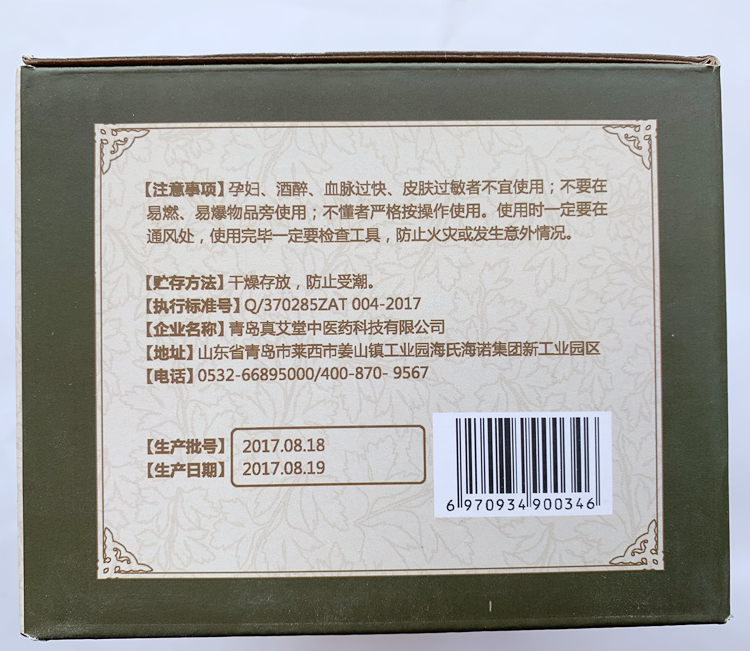 【注意事项】孕妇、酒醉、血脉过快、皮肤过敏者不宜使用；不要在
易燃、易爆物品旁使用；不懂者严格按操作使用。使用时一定要在
通风处，使用完毕一定要检查工具，防止火灾或发生意外情况。
【贮存方法】干燥存放，防止受潮。
【执行标准号】Q/370285ZAT 004-2017
【企业名称】青岛真艾堂中医药科技有限公司
【地址】山东省青岛市莱西市姜山镇工业园海氏海诺集团新工业园区
【电话】0532-66895000/400-870- 9567
【生产批号】 2017.08.18
【生产日期】 2017.08.19
6 970934 900346